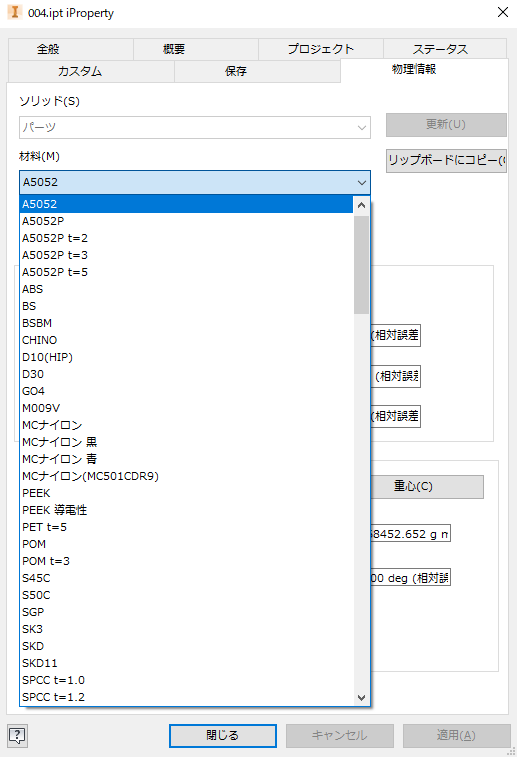 004.ipt iProperty
全般 概要 プロジェクト ステータス
カスタム 保存 物理情報
ソリッド(S)
パーツ
更新(U)
材料(M)
リップボードにコピー(C
A5052
A5052
A5052P
A5052P t=2
A5052P t=3
A5052P t=5
ABS
BS
BSBM
CHINO
(相対誤差
D10(HIP)
D30
(相対誤差
GO4
M009V
MCナイロン
(相対誤差
MCナイロン 黒
MCナイロン 青
MCナイロン(MC501CDR9)
PEEK
重心(C)
PEEK 導電性
PET t=5
68452.652 g m
POM
POM t=3
S45C
00 deg (相対誤
S50C
SGP
SK3
SKD
SKD11
SPCC t=1.0
SPCC t=1.2
閉じる キャンセル 適用(A)